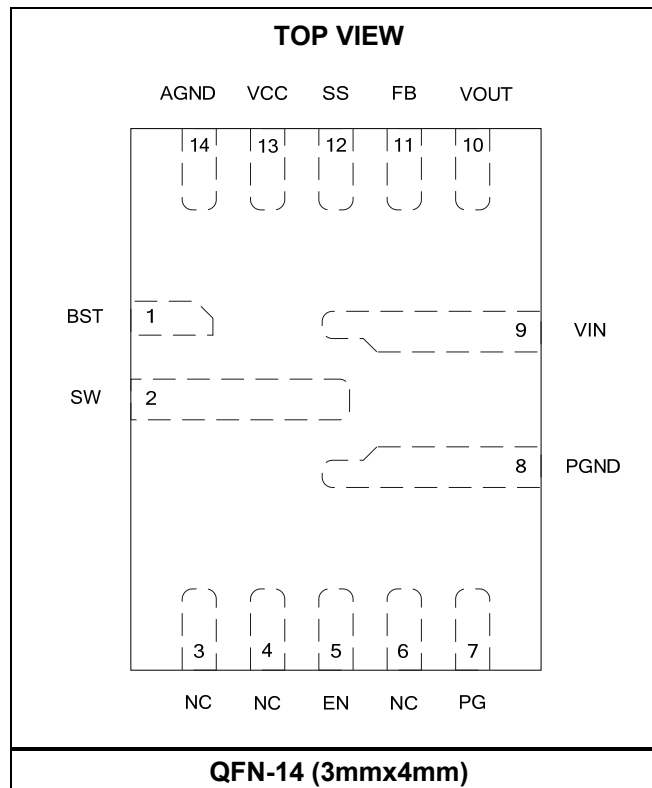 TOP VIEW
AGND VCC SS FB VOUT
14 13 12 11 10
BST 1 9 VIN
SW 2
8 PGND
3 4 5 6 7
NC NC EN NC PG
QFN-14 (3mmx4mm)